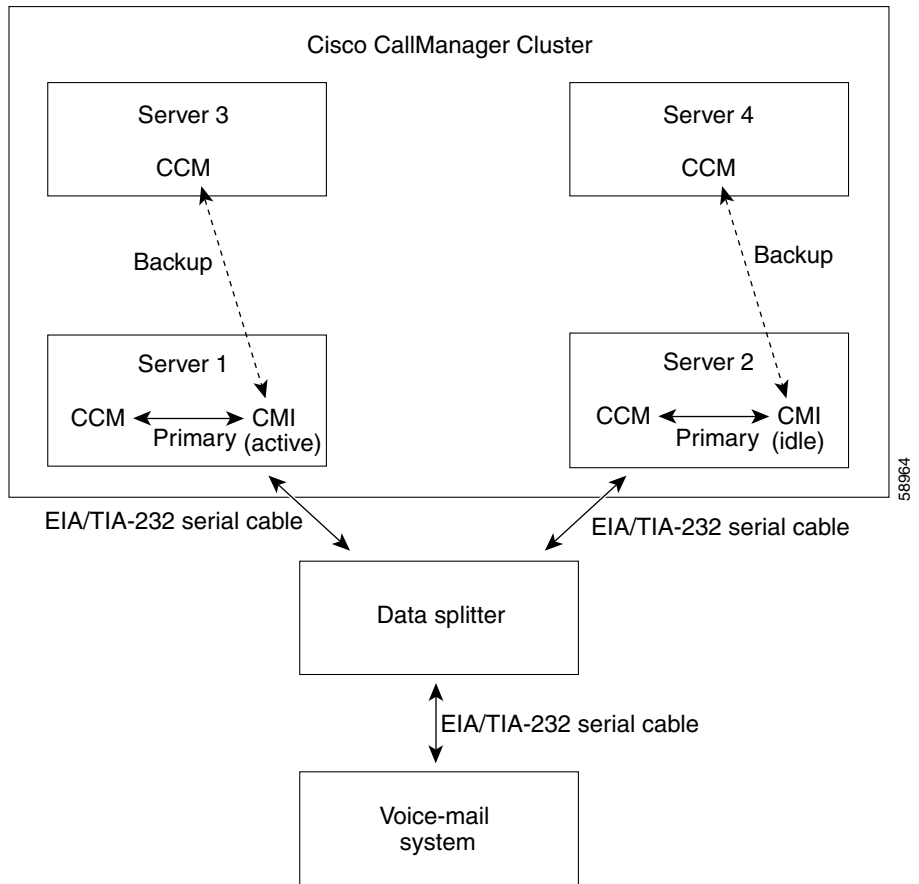 Cisco CallManager Cluster
Server 3
CCM
Server 4
CCM
Backup
Backup
Server 1
CCM
CMI
Primary
(active)
Server 2
CCM
CMI
Primary
(idle)
58964
EIA/TIA-232 serial cable
EIA/TIA-232 serial cable
Data splitter
EIA/TIA-232 serial cable
Voice-mail
system